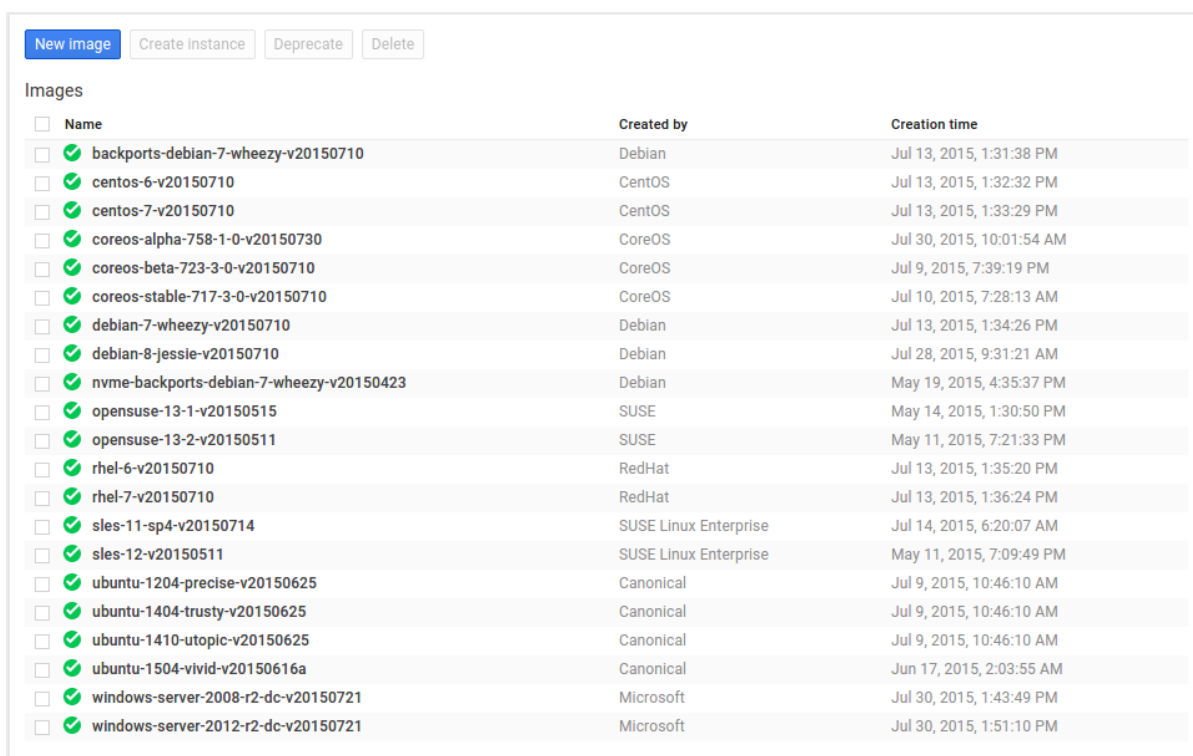 New image Create instance Deprecate Delete
Images
Name Created by Creation time
backports-debian-7-wheezy-v20150710 Debian Jul 13, 2015, 1:31:38 PM
centos-6-v20150710 CentOS Jul 13, 2015, 1:32:32 PM
centos-7-v20150710 CentOS Jul 13, 2015, 1:33:29 PM
coreos-alpha-758-1-0-v20150730 CoreOS Jul 30, 2015, 10:01:54 AM
coreos-beta-723-3-0-v20150710 CoreOS Jul 9, 2015, 7:39:19 PM
coreos-stable-717-3-0-v20150710 CoreOS Jul 10, 2015, 7:28:13 AM
debian-7-wheezy-v20150710 Debian Jul 13, 2015, 1:34:26 PM
debian-8-jessie-v20150710 Debian Jul 28, 2015, 9:31:21 AM
nvme-backports-debian-7-wheezy-v20150423 Debian May 19, 2015, 4:35:37 PM
opensuse-13-1-v20150515 SUSE May 14, 2015, 1:30:50 PM
opensuse-13-2-v20150511 SUSE May 11, 2015, 7:21:33 PM
rhel-6-v20150710 RedHat Jul 13, 2015, 1:35:20 PM
rhel-7-v20150710 RedHat Jul 13, 2015, 1:36:24 PM
sles-11-sp4-v20150714 SUSE Linux Enterprise Jul 14, 2015, 6:20:07 AM
sles-12-v20150511 SUSE Linux Enterprise May 11, 2015, 7:09:49 PM
ubuntu-1204-precise-v20150625 Canonical Jul 9, 2015, 10:46:10 AM
ubuntu-1404-trusty-v20150625 Canonical Jul 9, 2015, 10:46:10 AM
ubuntu-1410-utopic-v20150625 Canonical Jul 9, 2015, 10:46:10 AM
ubuntu-1504-vivid-v20150616a Canonical Jun 17, 2015, 2:03:55 AM
windows-server-2008-r2-dc-v20150721 Microsoft Jul 30, 2015, 1:43:49 PM
windows-server-2012-r2-dc-v20150721 Microsoft Jul 30, 2015, 1:51:10 PM